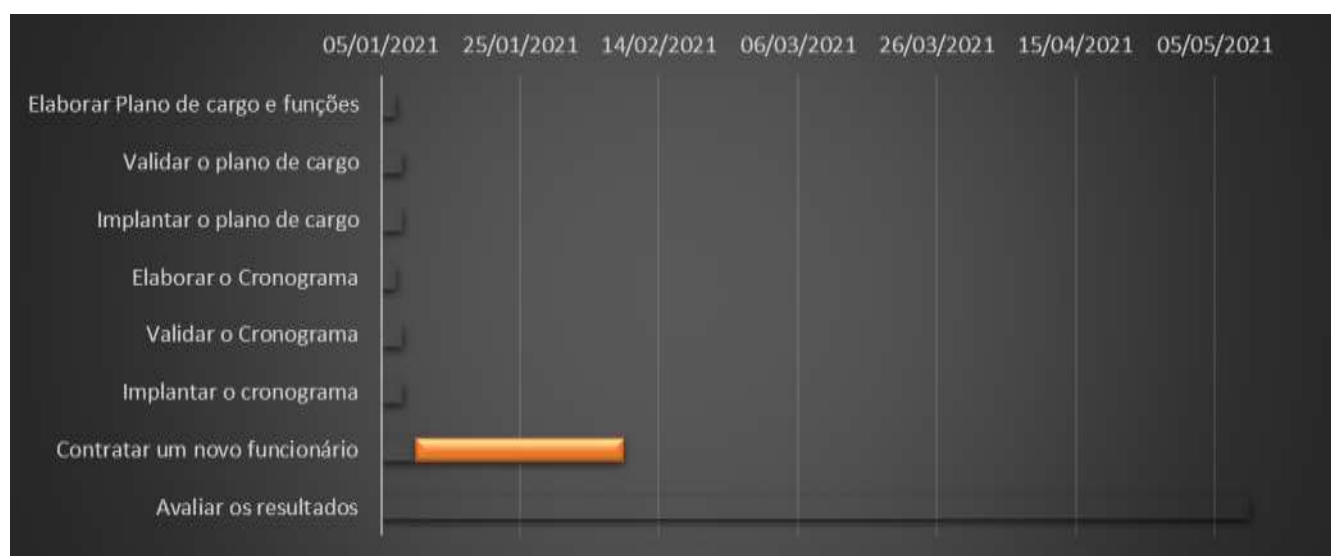 05/01/2021 25/01/2021 14/02/2021 06/03/2021 26/03/2021 15/04/2021 05/05/2021
Elaborar Plano de cargo e funções
Validar o plano de cargo
Implantar o plano de cargo
Elaborar o Cronograma
Validar o Cronograma
Implantar o cronograma
Contratar um novo funcionário
Avaliar os resultados